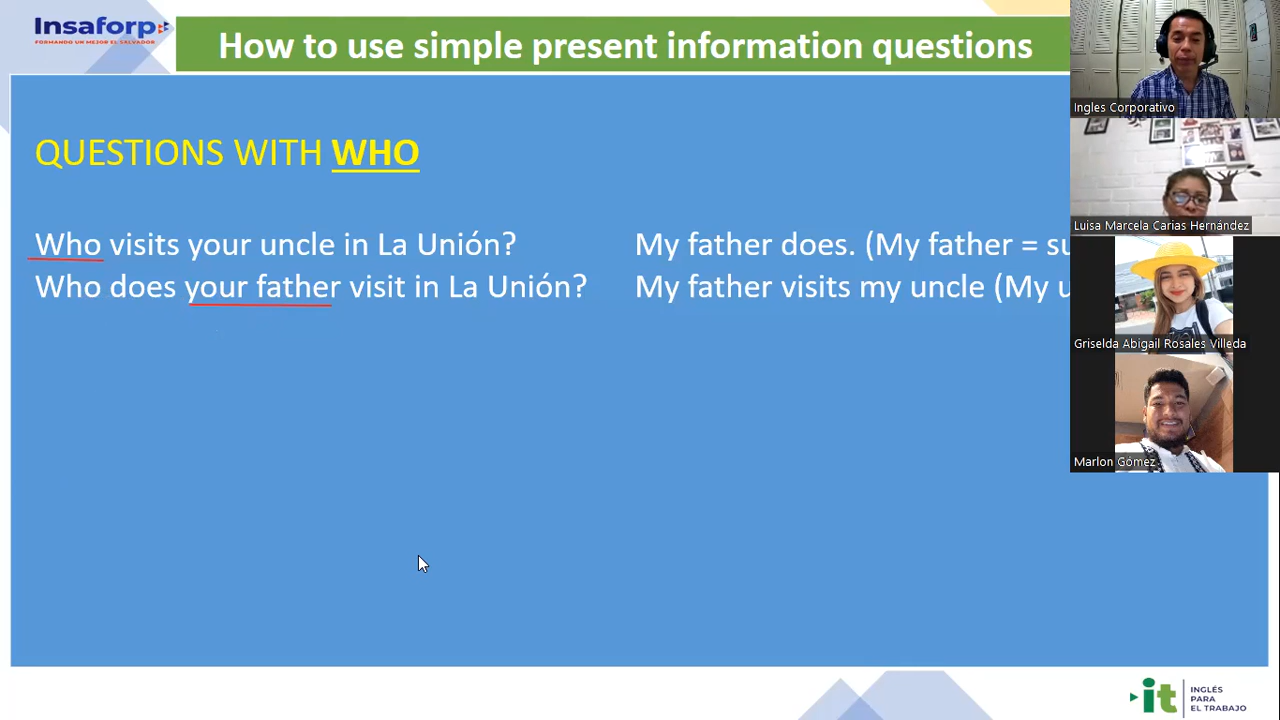 Insaforp
FORMANDO UN MEJOR EL SALVADOR
How to use simple present information questions
QUESTIONS WITH WHO
Who visits your uncle in La Unión?
My father does. (My father =
Who does your father visit in La Unión?
My father visits my uncle (My
Ingles Corporativo
Luisa Marcela Carias Hernández
Griselda Abigail Rosales Villeda
Marlon Gómez
it
INGLÉS
PARA
EL TRABAJO